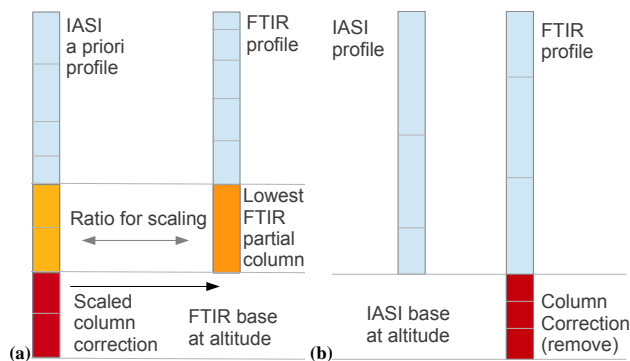 IASI
a priori
profile
FTIR
profile
Ratio for scaling
Lowest
FTIR
partial
column
Scaled
column
correction
FTIR base
at altitude
(a)
IASI
profile
FTIR
profile
IASI base
at altitude
Column
Correction
(remove)
(b)